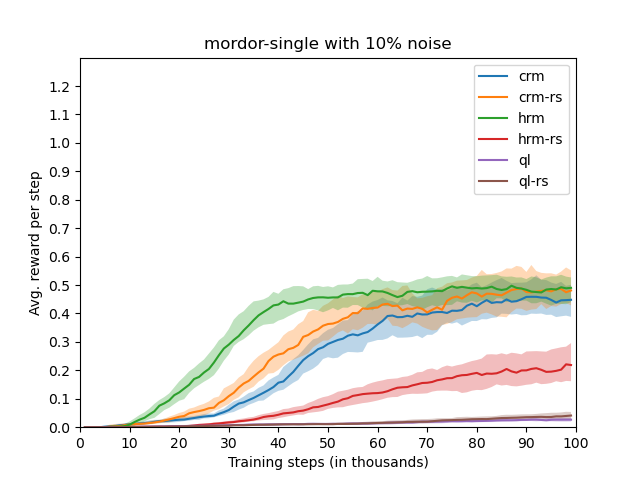 mordor-single with 10% noise
Avg. reward per step
1.2
1.1
1.0
0.9
0.8
0.7
0.6
0.5
0.4
0.3
0.2
0.1
0.0
crm
crm-rs
hrm
hrm-rs
ql
ql-rs
0 10 20 30 40 50 60 70 80 90 100
Training steps (in thousands)